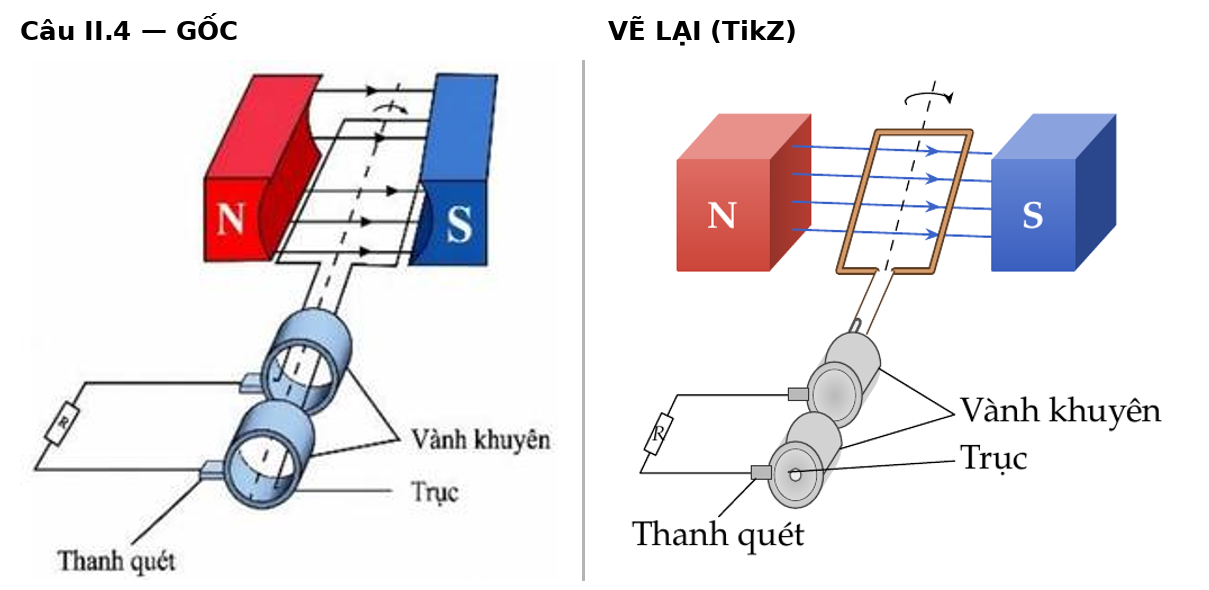 Câu II.4 — GỐC
N
S
R
Vành khuyên
Trục
Thanh quét
VẼ LẠI (TikZ)
N
S
R
Vành khuyên
Trục
Thanh quét